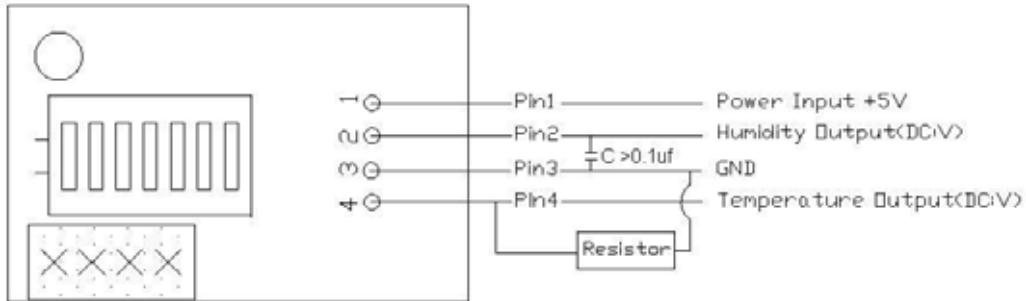 1 Pin1 Power Input +5V
2 Pin2 Humidity Output(DC:V)
C >0.1uf
3 Pin3 GND
4 PIn4 Temperature Output(DC:V)
Resistor